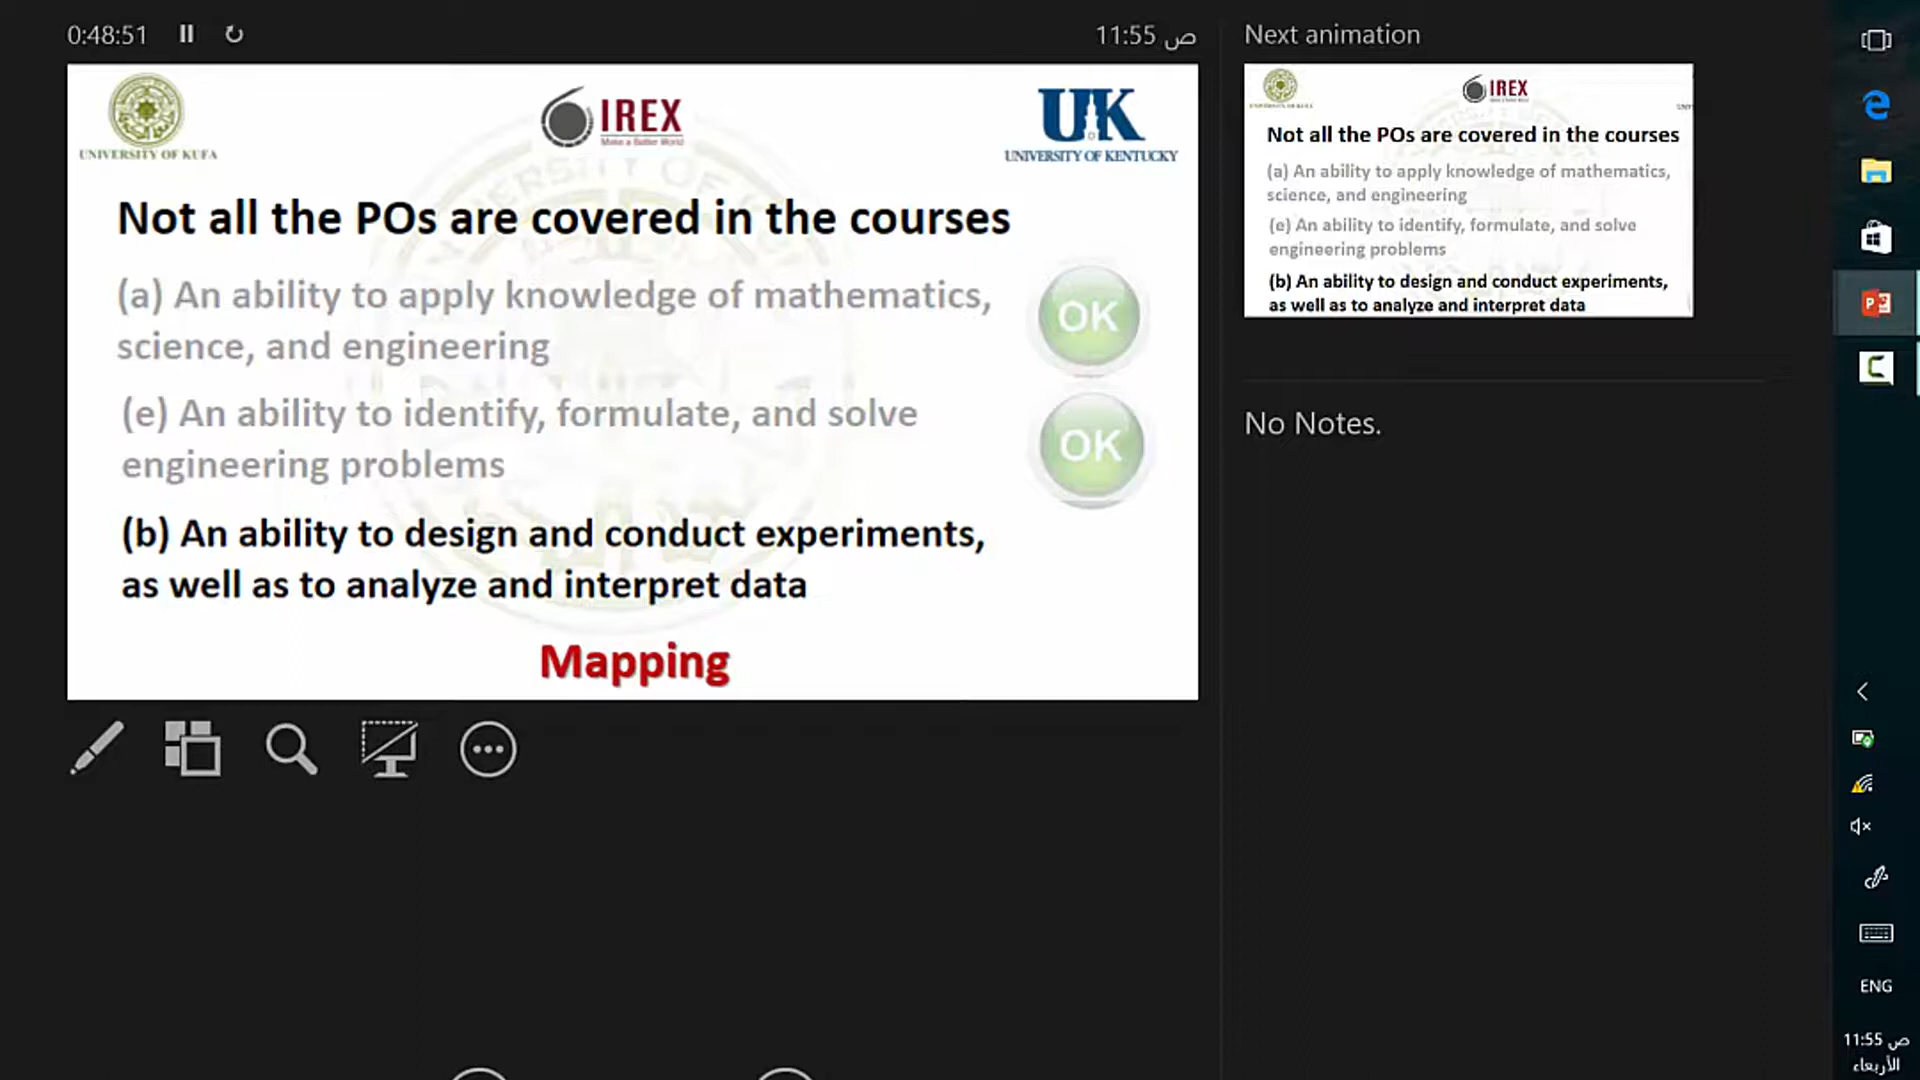 0:48:51
11:55 ص
UNIVERSITY OF KUFA
IREX
Make a Better World
UK
UNIVERSITY OF KENTUCKY
Not all the POs are covered in the courses
(a) An ability to apply knowledge of mathematics,
science, and engineering
OK
(e) An ability to identify, formulate, and solve
engineering problems
OK
(b) An ability to design and conduct experiments,
as well as to analyze and interpret data
Mapping
Next animation
IREX
Not all the POs are covered in the courses
(a) An ability to apply knowledge of mathematics,
science, and engineering
(e) An ability to identify, formulate, and solve
engineering problems
(b) An ability to design and conduct experiments,
as well as to analyze and interpret data
No Notes.
ENG
11:55 ص
الأربعاء